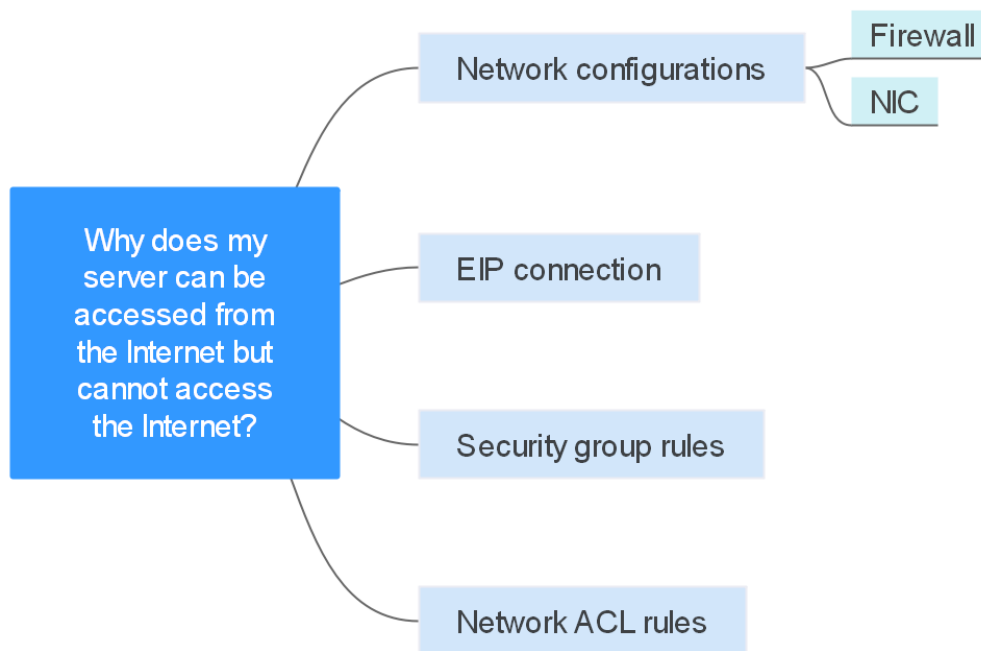 Why does my
server can be
accessed from
the Internet but
cannot access
the Internet?
Network configurations
Firewall
NIC
EIP connection
Security group rules
Network ACL rules